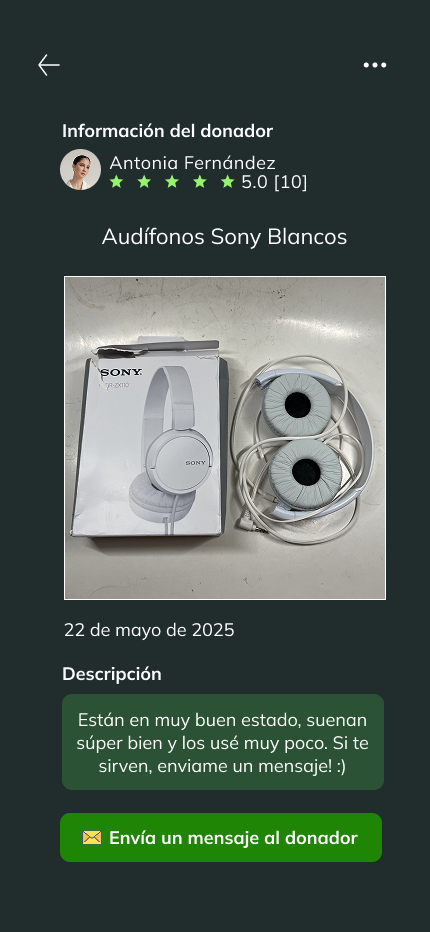 Información del donador
Antonia Fernández
5.0 [10]
Audífonos Sony Blancos
SONY
SONY
22 de mayo de 2025
Descripción
Están en muy buen estado, suenan
súper bien y los usé muy poco. Si te
sirven, enviame un mensaje! :)
Envía un mensaje al donador